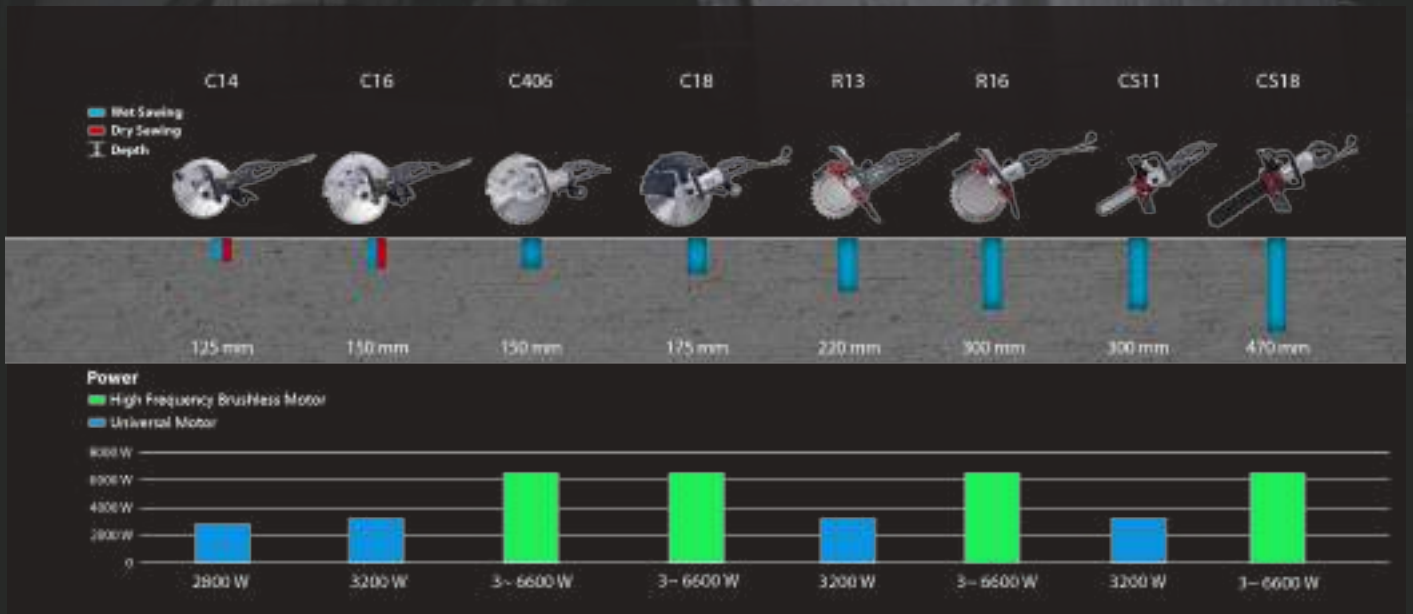 C14 C16 C406 C18 R13 R16 CS11 CS18
Wet Sawing
Dry Sawing
Depth
125 mm 150 mm 150 mm 175 mm 220 mm 300 mm 300 mm 470 mm
Power
High Frequency Brushless Motor
Universal Motor
8000 W
6000 W
4000 W
2000 W
0
2800 W 3200 W 3~ 6600 W 3~ 6600 W 3200 W 3~ 6600 W 3200 W 3~ 6600 W